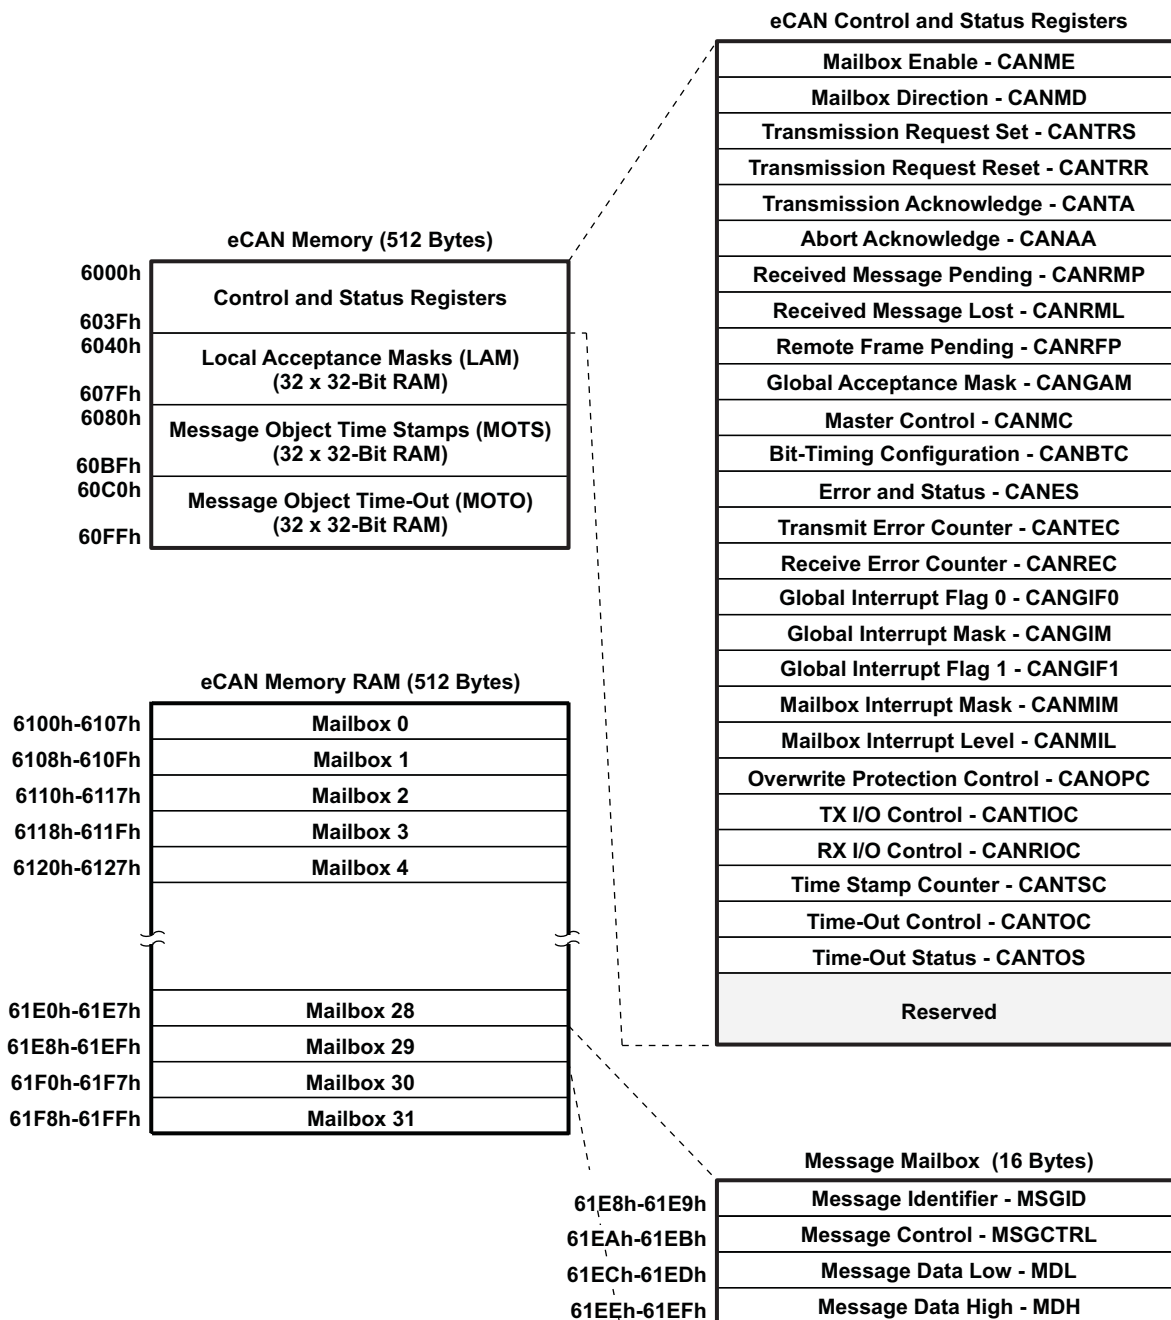 eCAN Control and Status Registers
Mailbox Enable - CANME
Mailbox Direction - CANMD
Transmission Request Set - CANTRS
Transmission Request Reset - CANTRR
Transmission Acknowledge - CANTA
Abort Acknowledge - CANAA
Received Message Pending - CANRMP
Received Message Lost - CANRML
Remote Frame Pending - CANRFP
Global Acceptance Mask - CANGAM
Master Control - CANMC
Bit-Timing Configuration - CANBTC
Error and Status - CANES
Transmit Error Counter - CANTEC
Receive Error Counter - CANREC
Global Interrupt Flag 0 - CANGIF0
Global Interrupt Mask - CANGIM
Global Interrupt Flag 1 - CANGIF1
Mailbox Interrupt Mask - CANMIM
Mailbox Interrupt Level - CANMIL
Overwrite Protection Control - CANOPC
TX I/O Control - CANTIOC
RX I/O Control - CANRIOC
Time Stamp Counter - CANTSC
Time-Out Control - CANTOC
Time-Out Status - CANTOS
Reserved
eCAN Memory (512 Bytes)
6000h
Control and Status Registers
603Fh
6040h
Local Acceptance Masks (LAM)
(32 x 32-Bit RAM)
607Fh
6080h
Message Object Time Stamps (MOTS)
(32 x 32-Bit RAM)
60BFh
60C0h
Message Object Time-Out (MOTO)
(32 x 32-Bit RAM)
60FFh
eCAN Memory RAM (512 Bytes)
6100h-6107h Mailbox 0
6108h-610Fh Mailbox 1
6110h-6117h Mailbox 2
6118h-611Fh Mailbox 3
6120h-6127h Mailbox 4
61E0h-61E7h Mailbox 28
61E8h-61EFh Mailbox 29
61F0h-61F7h Mailbox 30
61F8h-61FFh Mailbox 31
Message Mailbox (16 Bytes)
61E8h-61E9h Message Identifier - MSGID
61EAh-61EBh Message Control - MSGCTRL
61ECh-61EDh Message Data Low - MDL
61EEh-61EFh Message Data High - MDH